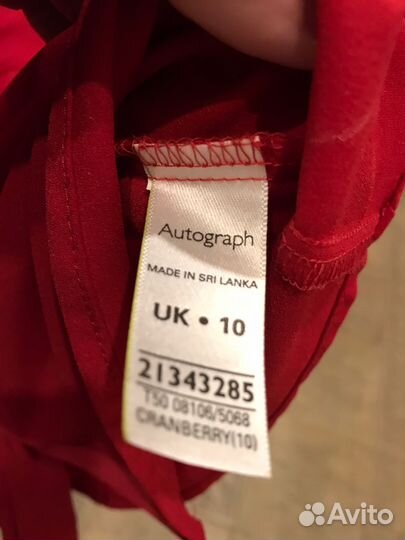 Autograph
MADE IN SRI LANKA
UK • 10
21343285
T50 08106/5068
CRANBERRY(10)
Avito